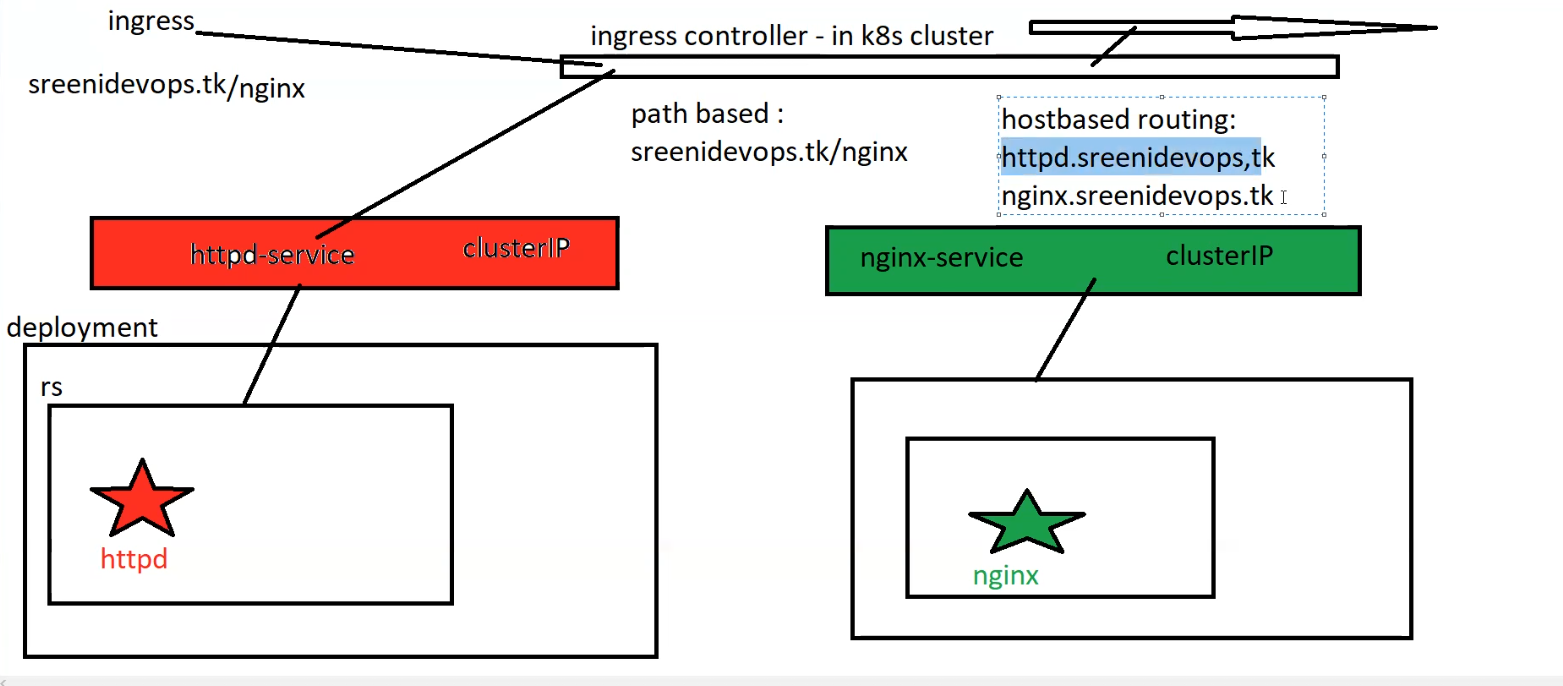 ingress
ingress controller - in k8s cluster
sreenidevops.tk/nginx
path based :
sreenidevops.tk/nginx
hostbased routing:
httpd.sreenidevops,tk
nginx.sreenidevops.tk
httpd-service clusterIP
nginx-service clusterIP
deployment
rs
httpd
nginx